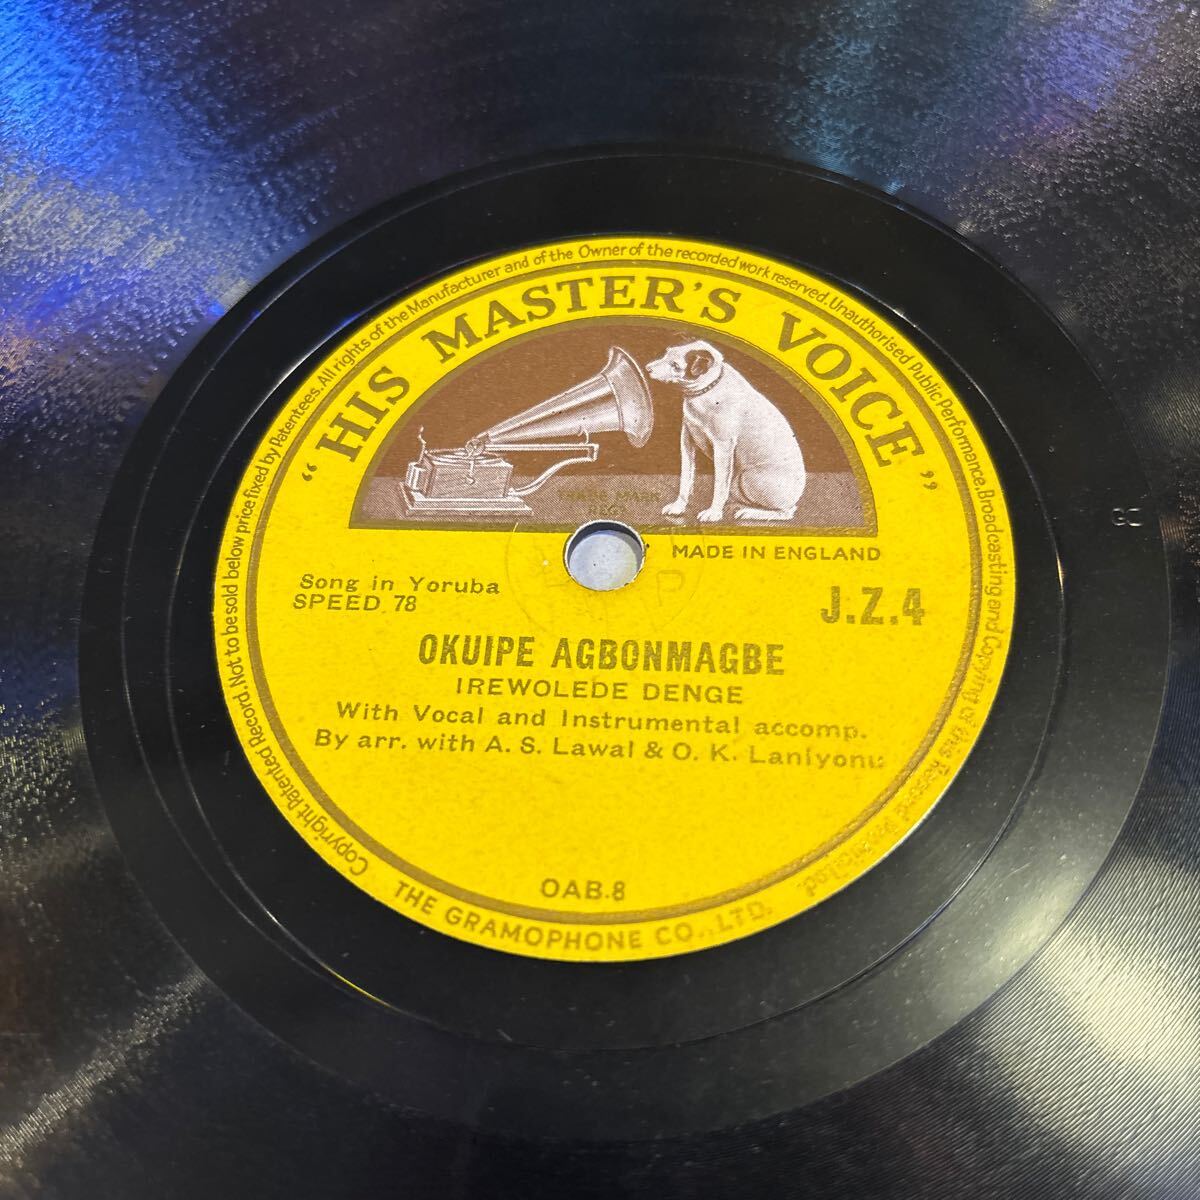 Copyright Patented Record. Not to be sold below price fixed by Patentees. All rights of the Manufacturer and of the Owner of the recorded work reserved. Unauthorised Public Performance, Broadcasting and Copying of this Record prohibited.
"HIS MASTER'S VOICE"
TRADE MARK
REGD
MADE IN ENGLAND
Song in Yoruba
SPEED 78
J.Z.4
OKUIPE AGBONMAGBE
IREWOLEDE DENGE
With Vocal and Instrumental accomp.
By arr. with A. S. Lawal & O. K. Laniyonu
OAB.8
THE GRAMOPHONE CO., LTD.